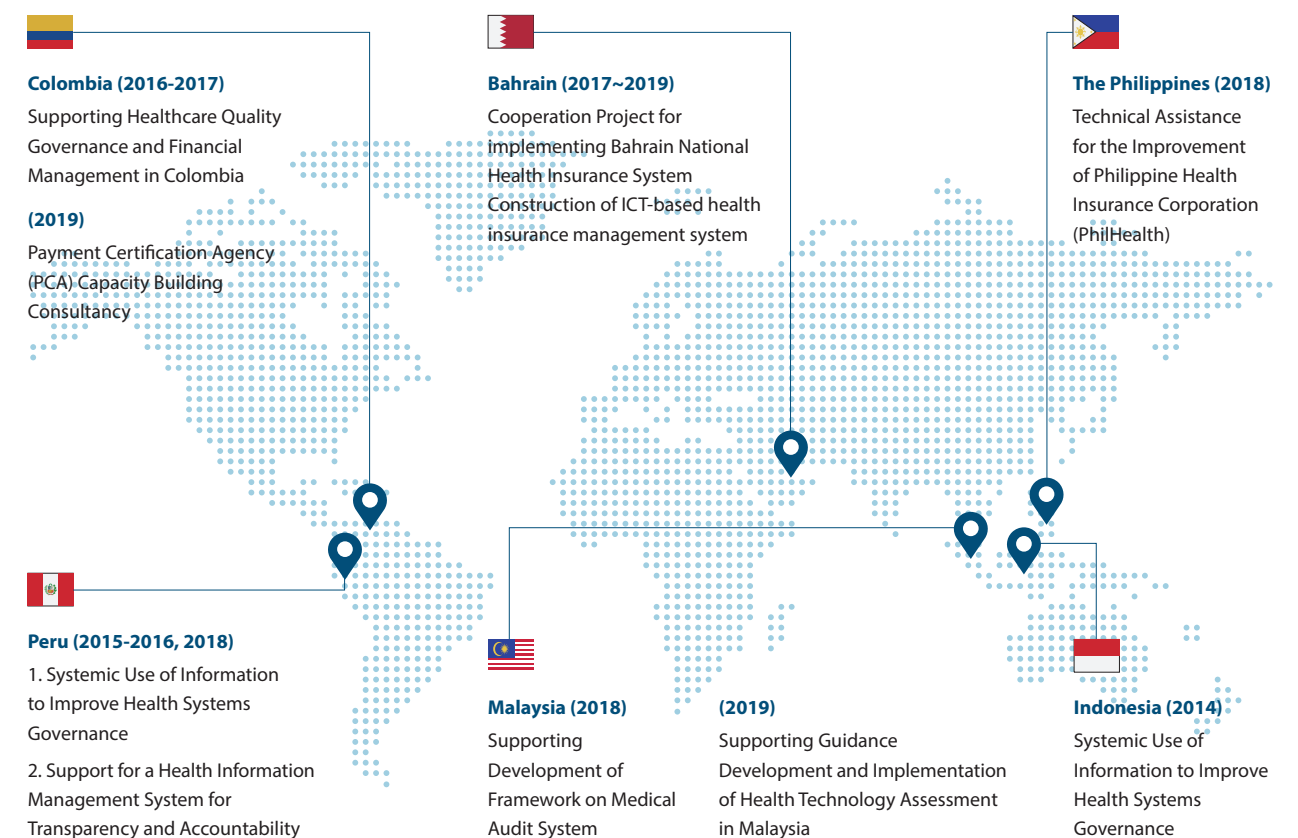 Colombia (2016-2017)
Supporting Healthcare Quality
Governance and Financial
Management in Colombia
(2019)
Payment Certification Agency
(PCA) Capacity Building
Consultancy
Bahrain (2017~2019)
Cooperation Project for
implementing Bahrain National
Health Insurance System
Construction of ICT-based health
insurance management system
The Philippines (2018)
Technical Assistance
for the Improvement
of Philippine Health
Insurance Corporation
(PhilHealth)
Peru (2015-2016, 2018)
1. Systemic Use of Information
to Improve Health Systems
Governance
2. Support for a Health Information
Management System for
Transparency and Accountability
Malaysia (2018)
Supporting
Development of
Framework on Medical
Audit System
(2019)
Supporting Guidance
Development and Implementation
of Health Technology Assessment
in Malaysia
Indonesia (2014)
Systemic Use of
Information to Improve
Health Systems
Governance